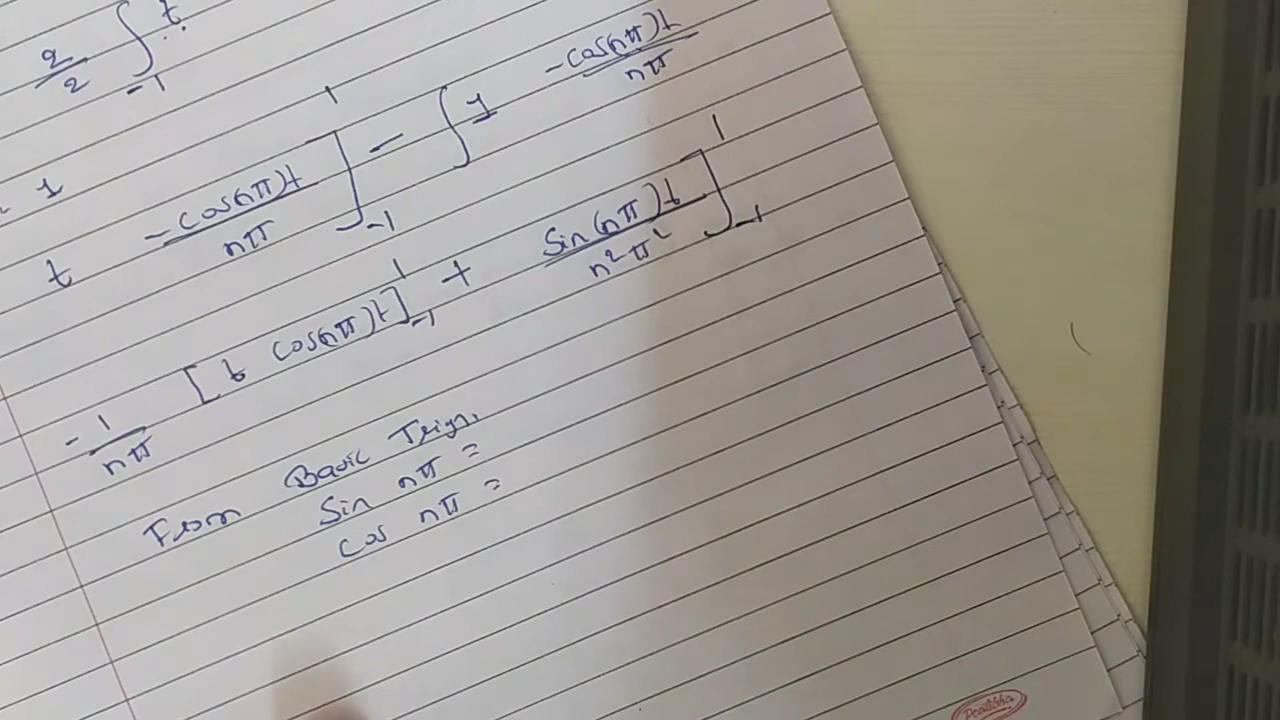 2/2 ∫₋₁ t
1
t -cos(nπ)t/nπ ]₋₁¹ - ∫ 1 -cos(nπ)t/nπ
-1/nπ [t cos(nπ)t]₋₁¹ + sin(nπ)t/n²π² ]₋₁¹
From Basic Trign.
Sin nπ =
cos nπ =